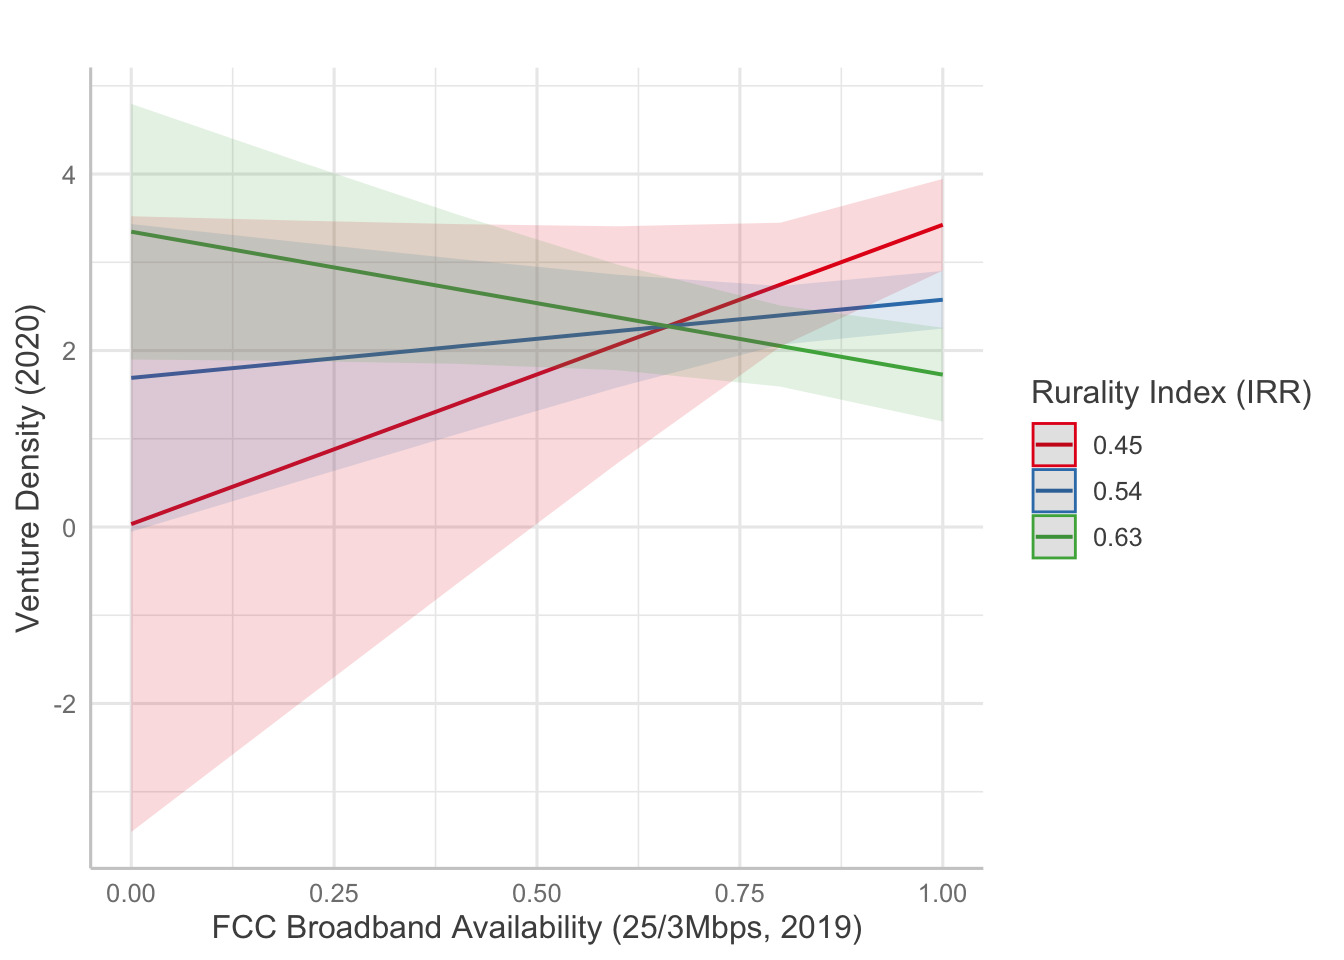 4
2
0
-2
Venture Density (2020)
0.00 0.25 0.50 0.75 1.00
FCC Broadband Availability (25/3Mbps, 2019)
Rurality Index (IRR)
0.45
0.54
0.63